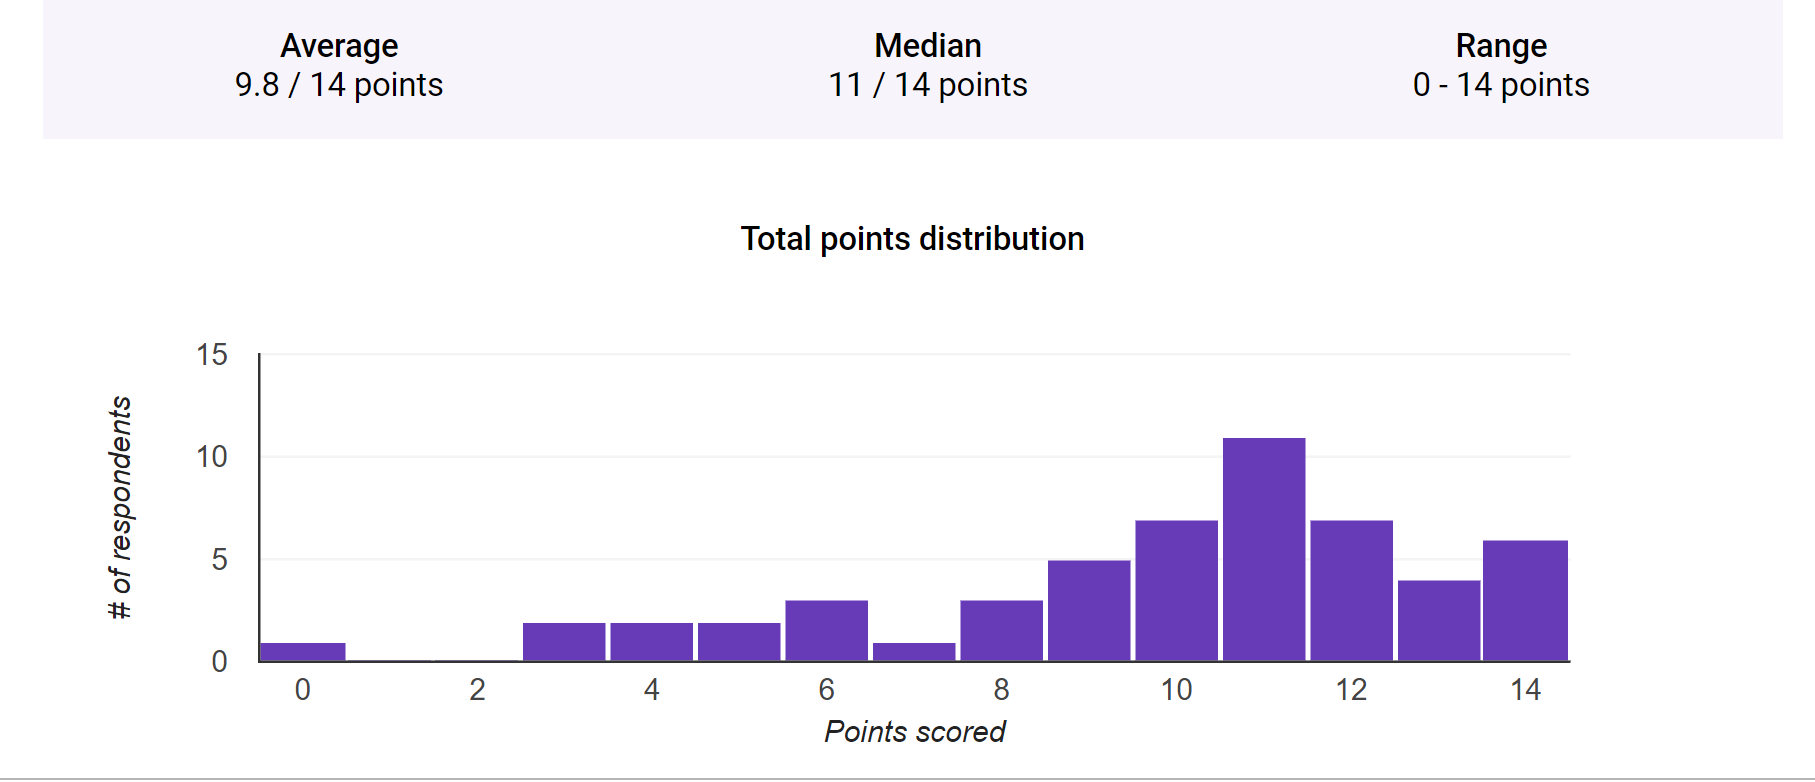 Average
9.8 / 14 points
Median
11 / 14 points
Range
0 - 14 points
Total points distribution
# of respondents
15
10
5
0
0 2 4 6 8 10 12 14
Points scored